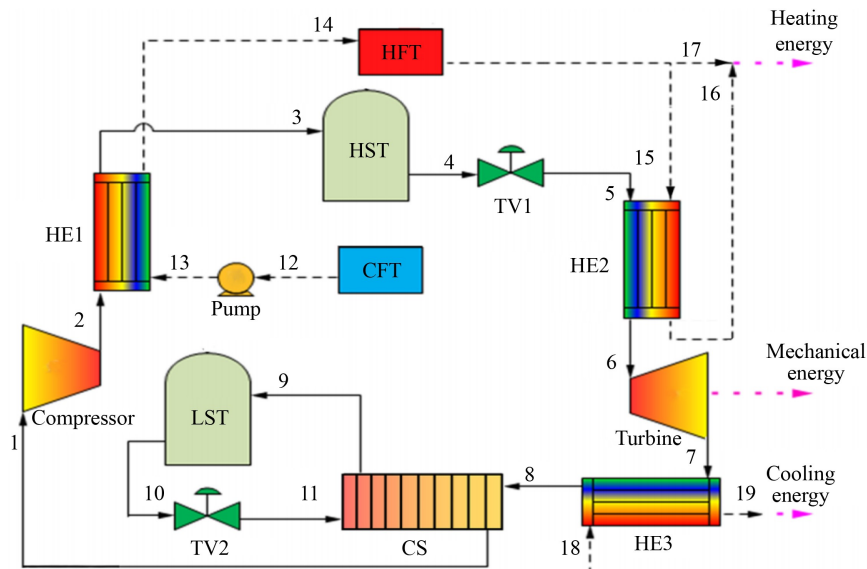 14
HFT
17
Heating
energy
16
3
HST
4
TV1
15
5
HE1
HE2
13
12
CFT
Pump
2
6
Mechanical
energy
Compressor
9
LST
Turbine
1
7
8
10
11
TV2
CS
Cooling
energy
19
18
HE3